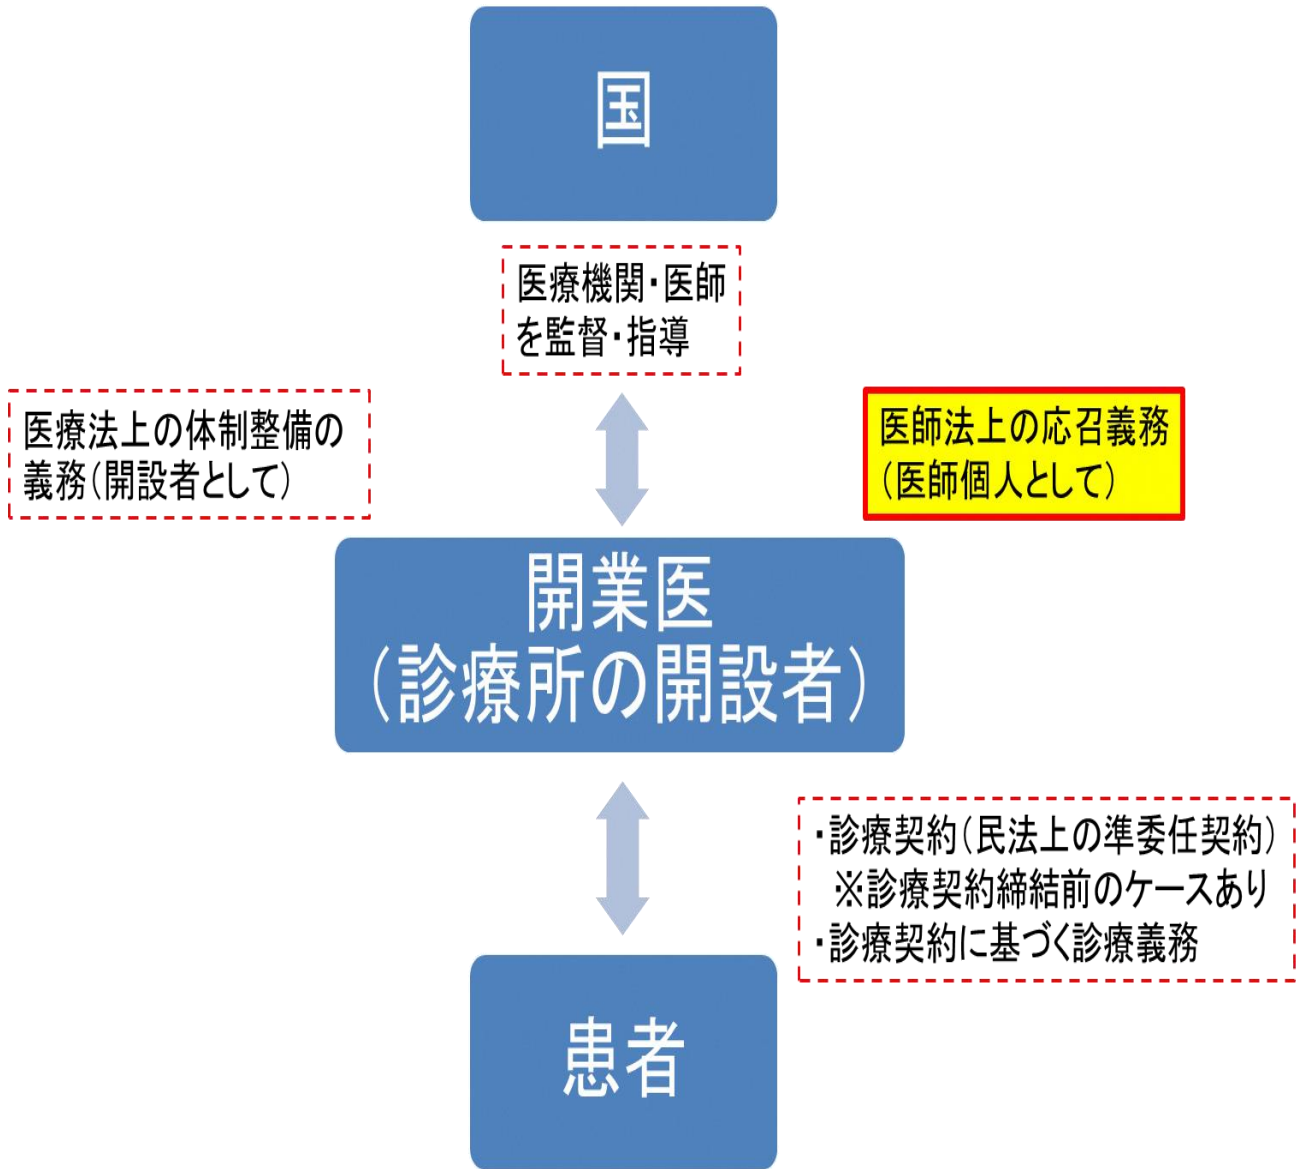 国
医療機関・医師
を監督・指導
医療法上の体制整備の
義務(開設者として)
医師法上の応召義務
(医師個人として)
開業医
(診療所の開設者)
・診療契約(民法上の準委任契約)
※診療契約締結前のケースあり
・診療契約に基づく診療義務
患者